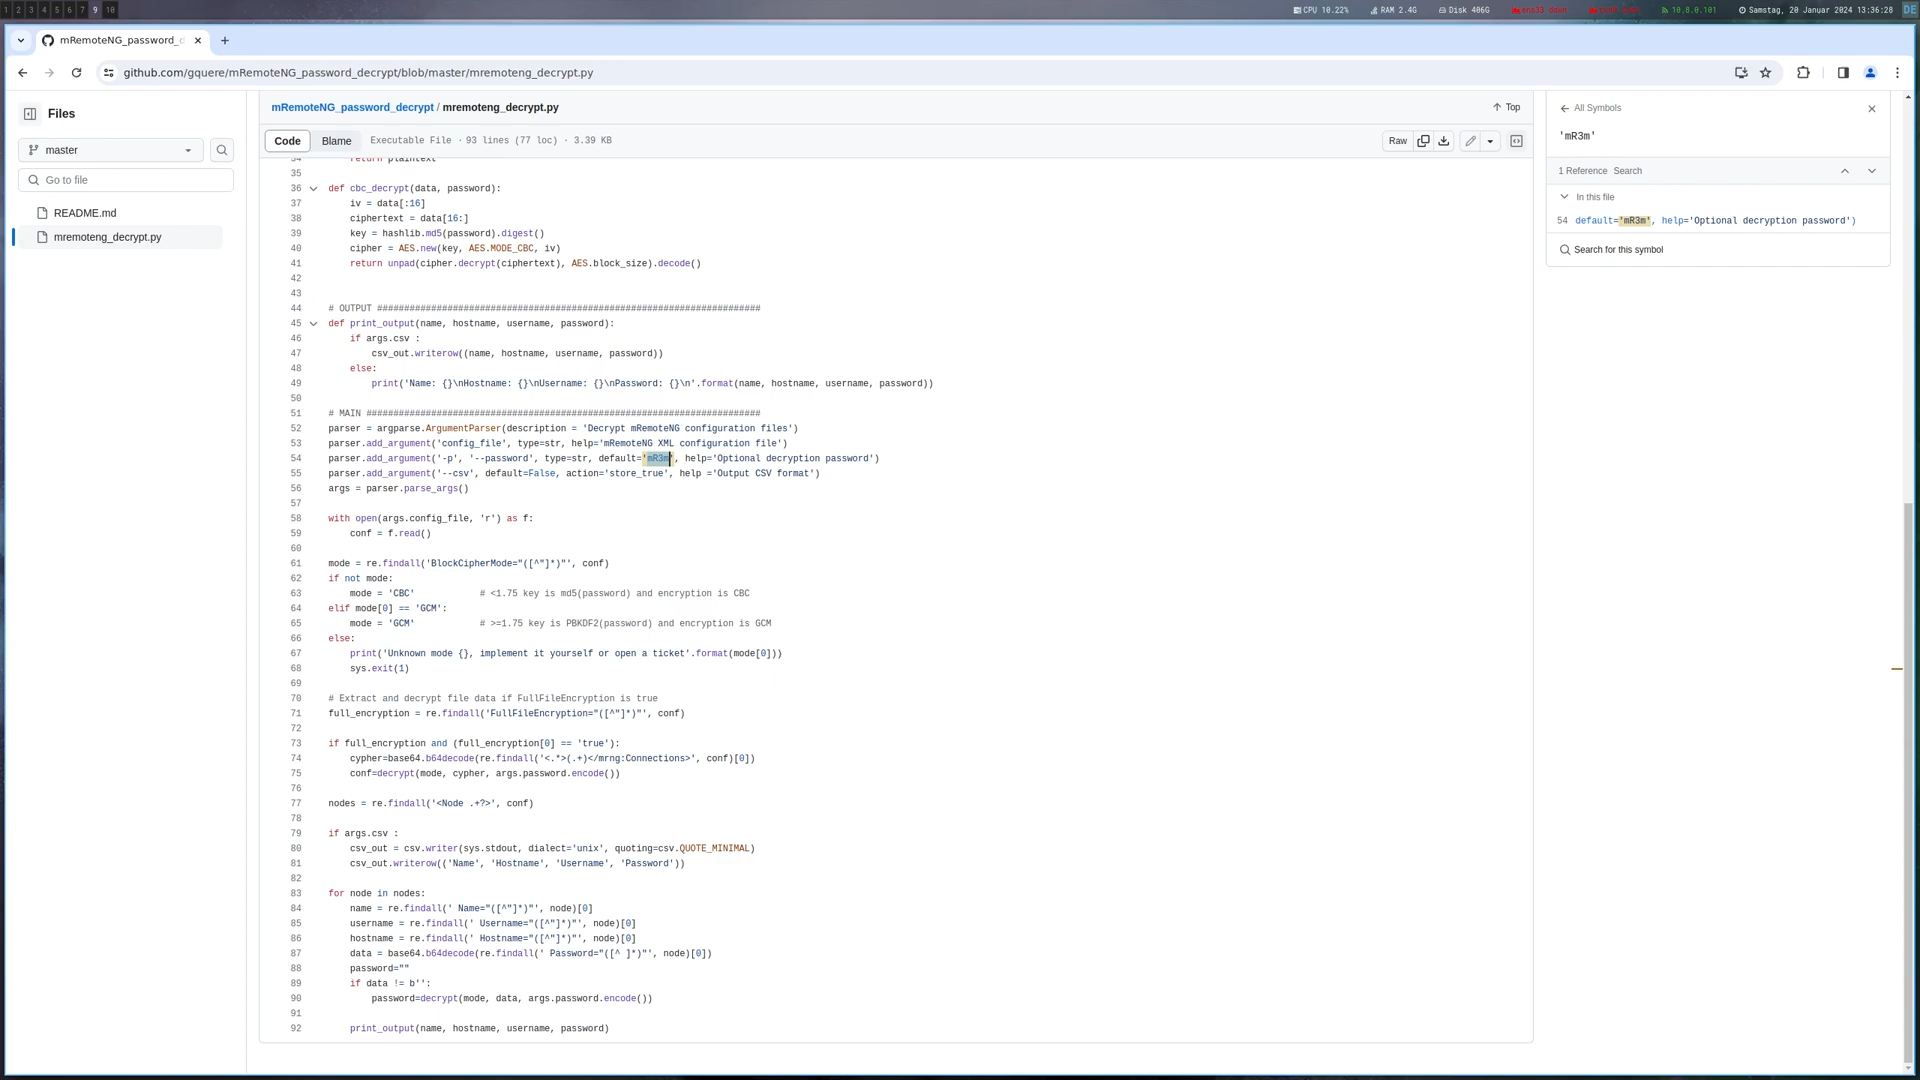 1 2 3 4 5 6 7 8 9 10
CPU 10.22% RAM 2.4G Disk 406G ens33 down 10.8.0.101 Samstag, 20 Januar 2024 13:36:28 DE
mRemoteNG_password_d
github.com/gquere/mRemoteNG_password_decrypt/blob/master/mremoteng_decrypt.py
Files
master
Go to file
README.md
mremoteng_decrypt.py
mRemoteNG_password_decrypt / mremoteng_decrypt.py
Top
Code Blame Executable File · 93 lines (77 loc) · 3.39 KB
Raw
34 return plaintext
35
36 def cbc_decrypt(data, password):
37 iv = data[:16]
38 ciphertext = data[16:]
39 key = hashlib.md5(password).digest()
40 cipher = AES.new(key, AES.MODE_CBC, iv)
41 return unpad(cipher.decrypt(ciphertext), AES.block_size).decode()
42
43
44 # OUTPUT #######################################################################
45 def print_output(name, hostname, username, password):
46 if args.csv :
47 csv_out.writerow((name, hostname, username, password))
48 else:
49 print('Name: {}\nHostname: {}\nUsername: {}\nPassword: {}\n'.format(name, hostname, username, password))
50
51 # MAIN #########################################################################
52 parser = argparse.ArgumentParser(description = 'Decrypt mRemoteNG configuration files')
53 parser.add_argument('config_file', type=str, help='mRemoteNG XML configuration file')
54 parser.add_argument('-p', '--password', type=str, default='mR3m', help='Optional decryption password')
55 parser.add_argument('--csv', default=False, action='store_true', help ='Output CSV format')
56 args = parser.parse_args()
57
58 with open(args.config_file, 'r') as f:
59 conf = f.read()
60
61 mode = re.findall('BlockCipherMode="([^"]*)"', conf)
62 if not mode:
63 mode = 'CBC' # <1.75 key is md5(password) and encryption is CBC
64 elif mode[0] == 'GCM':
65 mode = 'GCM' # >=1.75 key is PBKDF2(password) and encryption is GCM
66 else:
67 print('Unknown mode {}, implement it yourself or open a ticket'.format(mode[0]))
68 sys.exit(1)
69
70 # Extract and decrypt file data if FullFileEncryption is true
71 full_encryption = re.findall('FullFileEncryption="([^"]*)"', conf)
72
73 if full_encryption and (full_encryption[0] == 'true'):
74 cypher=base64.b64decode(re.findall('<.*>(.+)</mrng:Connections>', conf)[0])
75 conf=decrypt(mode, cypher, args.password.encode())
76
77 nodes = re.findall('<Node .+?>', conf)
78
79 if args.csv :
80 csv_out = csv.writer(sys.stdout, dialect='unix', quoting=csv.QUOTE_MINIMAL)
81 csv_out.writerow(('Name', 'Hostname', 'Username', 'Password'))
82
83 for node in nodes:
84 name = re.findall(' Name="([^"]*)"', node)[0]
85 username = re.findall(' Username="([^"]*)"', node)[0]
86 hostname = re.findall(' Hostname="([^"]*)"', node)[0]
87 data = base64.b64decode(re.findall(' Password="([^ ]*)"', node)[0])
88 password=""
89 if data != b'':
90 password=decrypt(mode, data, args.password.encode())
91
92 print_output(name, hostname, username, password)
All Symbols
'mR3m'
1 Reference Search
In this file
54 default='mR3m', help='Optional decryption password')
Search for this symbol